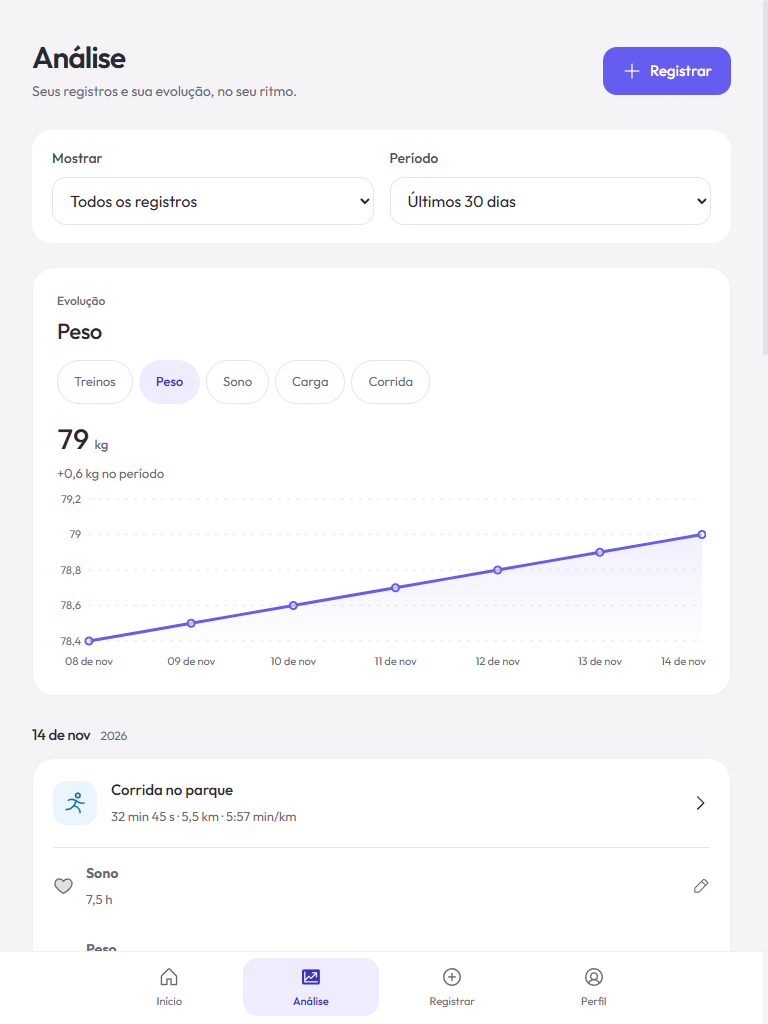 Análise
Seus registros e sua evolução, no seu ritmo.
Registrar
Mostrar
Período
Todos os registros
Últimos 30 dias
Evolução
Peso
Treinos
Peso
Sono
Carga
Corrida
79 kg
+0,6 kg no período
79,2
79
78,8
78,6
78,4
08 de nov
09 de nov
10 de nov
11 de nov
12 de nov
13 de nov
14 de nov
14 de nov 2026
Corrida no parque
32 min 45 s · 5,5 km · 5:57 min/km
Sono
7,5 h
Peso
Início
Análise
Registrar
Perfil